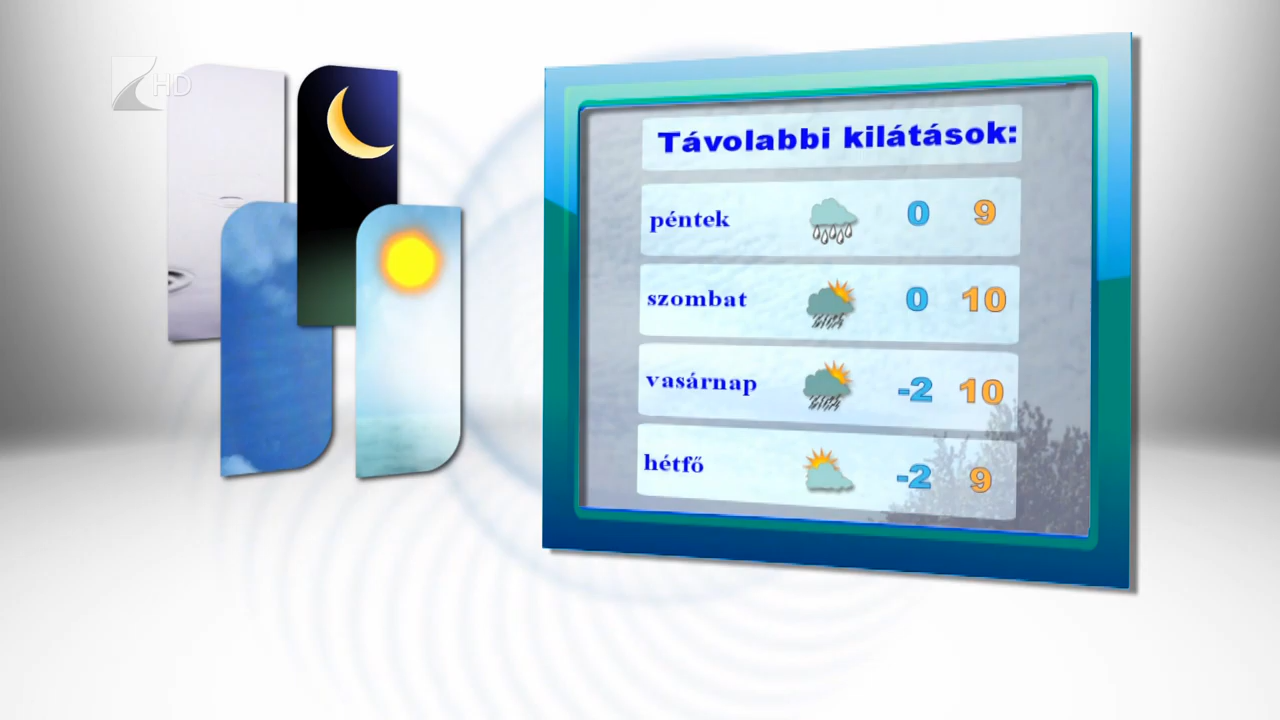 HD
Távolabbi kilátások:
péntek 0 9
szombat 0 10
vasárnap -2 10
hétfő -2 9